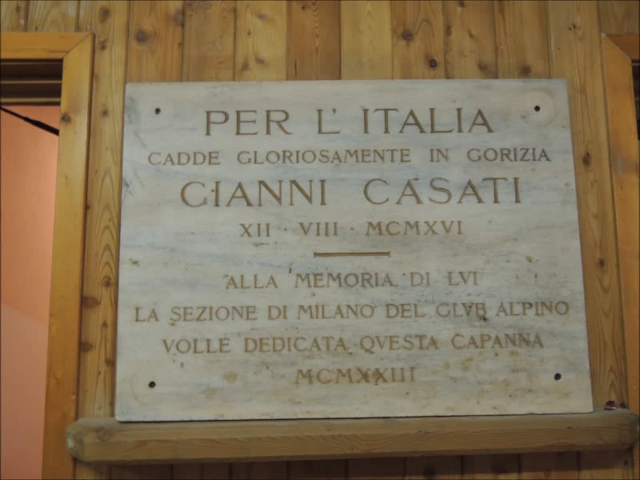 PER L'ITALIA
CADDE GLORIOSAMENTE IN GORIZIA
GIANNI CASATI
XII · VIII · MCMXVI
ALLA MEMORIA DI LVI
LA SEZIONE DI MILANO DEL CLVB ALPINO
VOLLE DEDICATA QVESTA CAPANNA
MCMXXIII